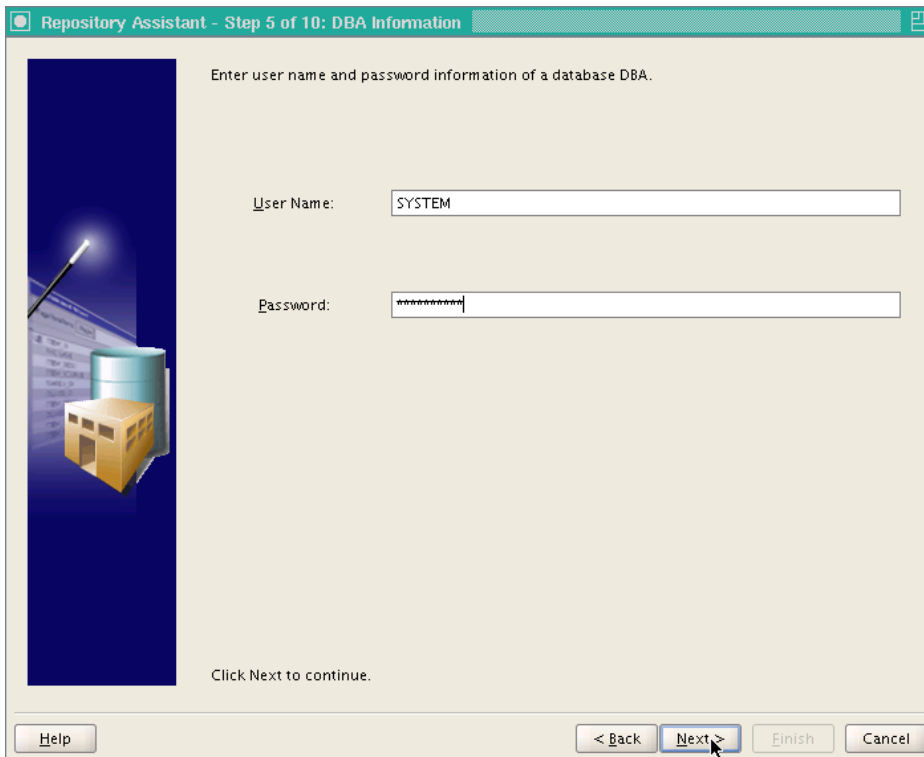 Repository Assistant - Step 5 of 10: DBA Information
Enter user name and password information of a database DBA.
User Name: SYSTEM
Password: **********
Click Next to continue.
Help < Back Next > Finish Cancel